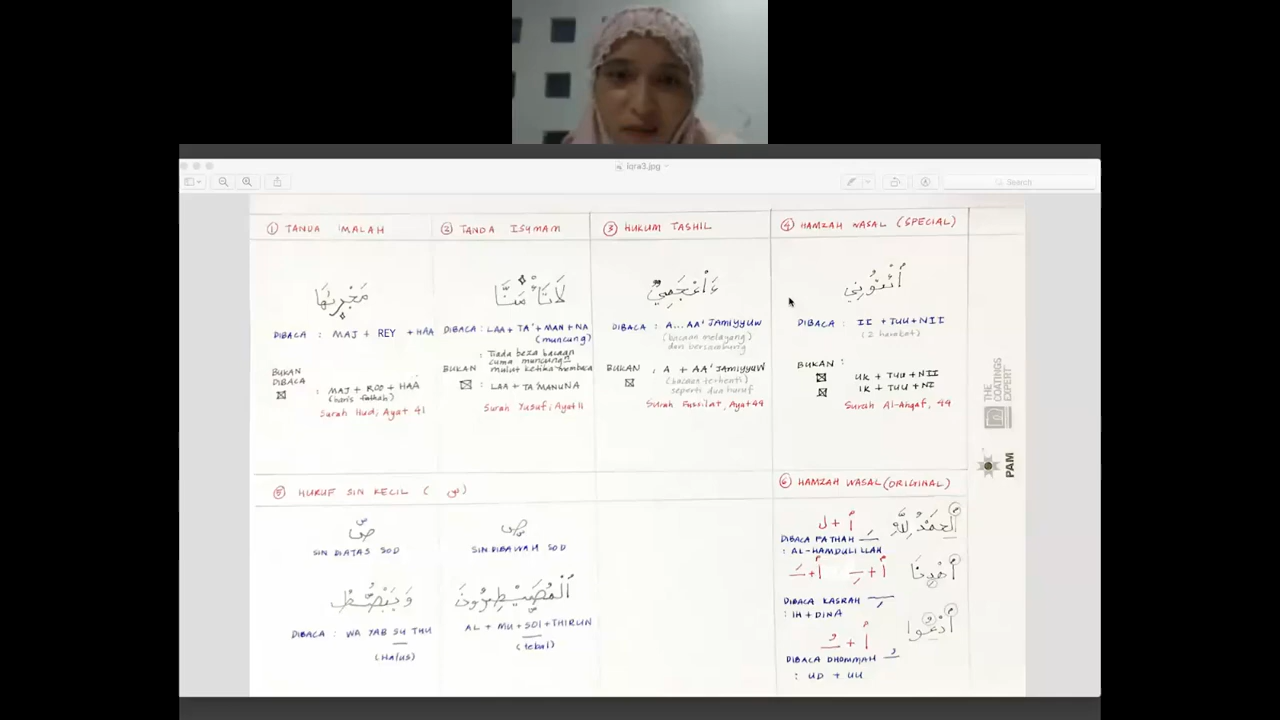 iqra3.jpg
Search
① TANDA IMALAH
مَجْرٜىٰهَا
DIBACA : MAJ + REY + HAA
BUKAN
DIBACA
☒ : MAJ + ROO + HAA
(baris fathah)
Surah Hud, Ayat 41
② TANDA ISYMAM
لَا تَأْمَنَّا
DIBACA : LAA + TA' + MAN + NA
(muncung)
: Tiada beza bacaan
cuma muncung2
mulut ketika membaca
BUKAN
☒ : LAA + TA'MANUNA
Surah Yusuf, Ayat 11
③ HUKUM TASHIL
ءَاَ۬عْجَمِيٌّ
DIBACA : A...AA'JAMIYYUW
(bacaan melayang)
dan bersambung
BUKAN : A + AA'JAMIYYUW
☒ (bacaan terhenti)
seperti dua huruf
Surah Fussilat, Ayat 44
④ HAMZAH WASAL (SPECIAL)
ٱئْتُونِي
DIBACA : II + TUU + NII
(2 harakat)
BUKAN :
☒ UK + TUU + NII
☒ IK + TUU + NI
Surah Al-Ahqaf, 44
THE
COATINGS
EXPERT
PAM
⑤ HURUF SIN KECIL ( س )
صۜ
SIN DIATAS SOD
وَيَبْصُۜطُ
DIBACA : WA YAB SU THU
(Halus)
صۣ
SIN DIBAWAH SOD
ٱلْمُصَۣيْطِرُونَ
AL + MU + SOI + THIRUN
(tebal)
⑥ HAMZAH WASAL (ORIGINAL)
ٱ + ل
ٱلْحَمْدُ لِلَّهِ
DIBACA FATHAH
: AL-HAMDULILLAH
ٱهْدِنَا
DIBACA KASRAH
: IH + DINA
ٱدْعُوا
DIBACA DHOMMAH
: UD + UU